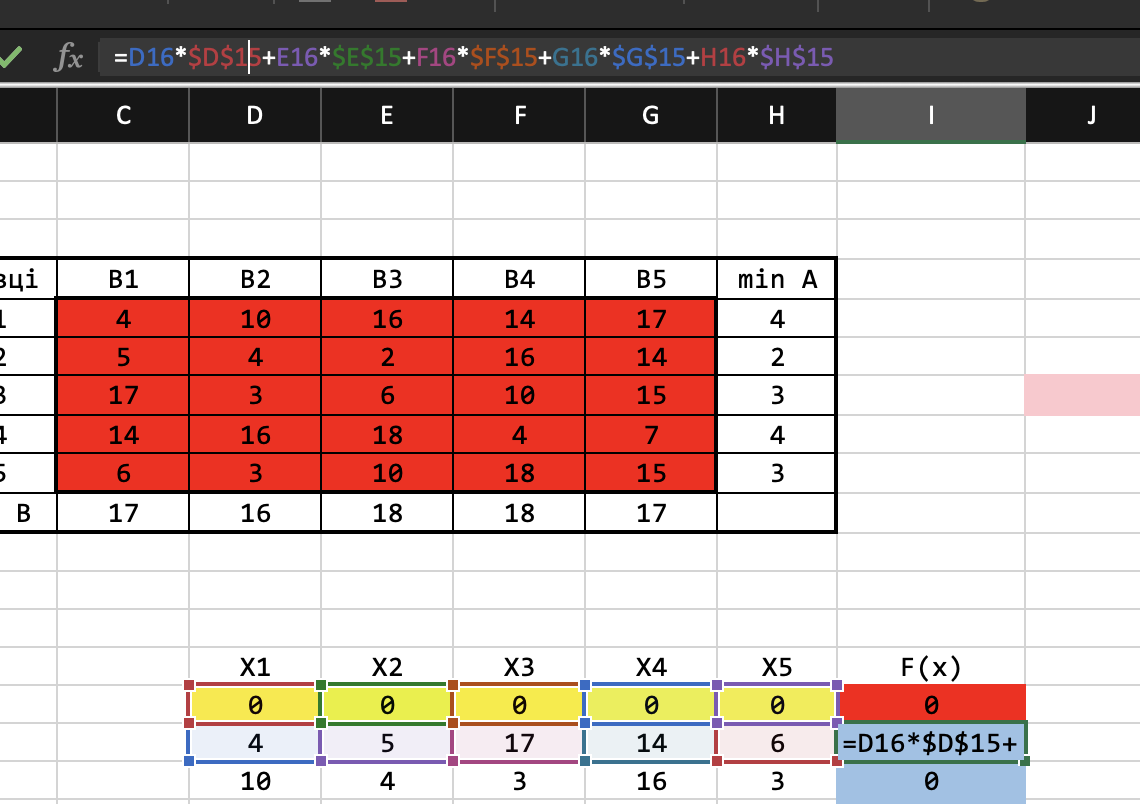 fx =D16*$D$15+E16*$E$15+F16*$F$15+G16*$G$15+H16*$H$15
C D E F G H I J
B1 B2 B3 B4 B5 min A
4 10 16 14 17 4
2 5 4 2 16 14 2
3 17 3 6 10 15 3
4 14 16 18 4 7 4
5 6 3 10 18 15 3
B 17 16 18 18 17
X1 X2 X3 X4 X5 F(x)
0 0 0 0 0 0
4 5 17 14 6 =D16*$D$15+
10 4 3 16 3 0